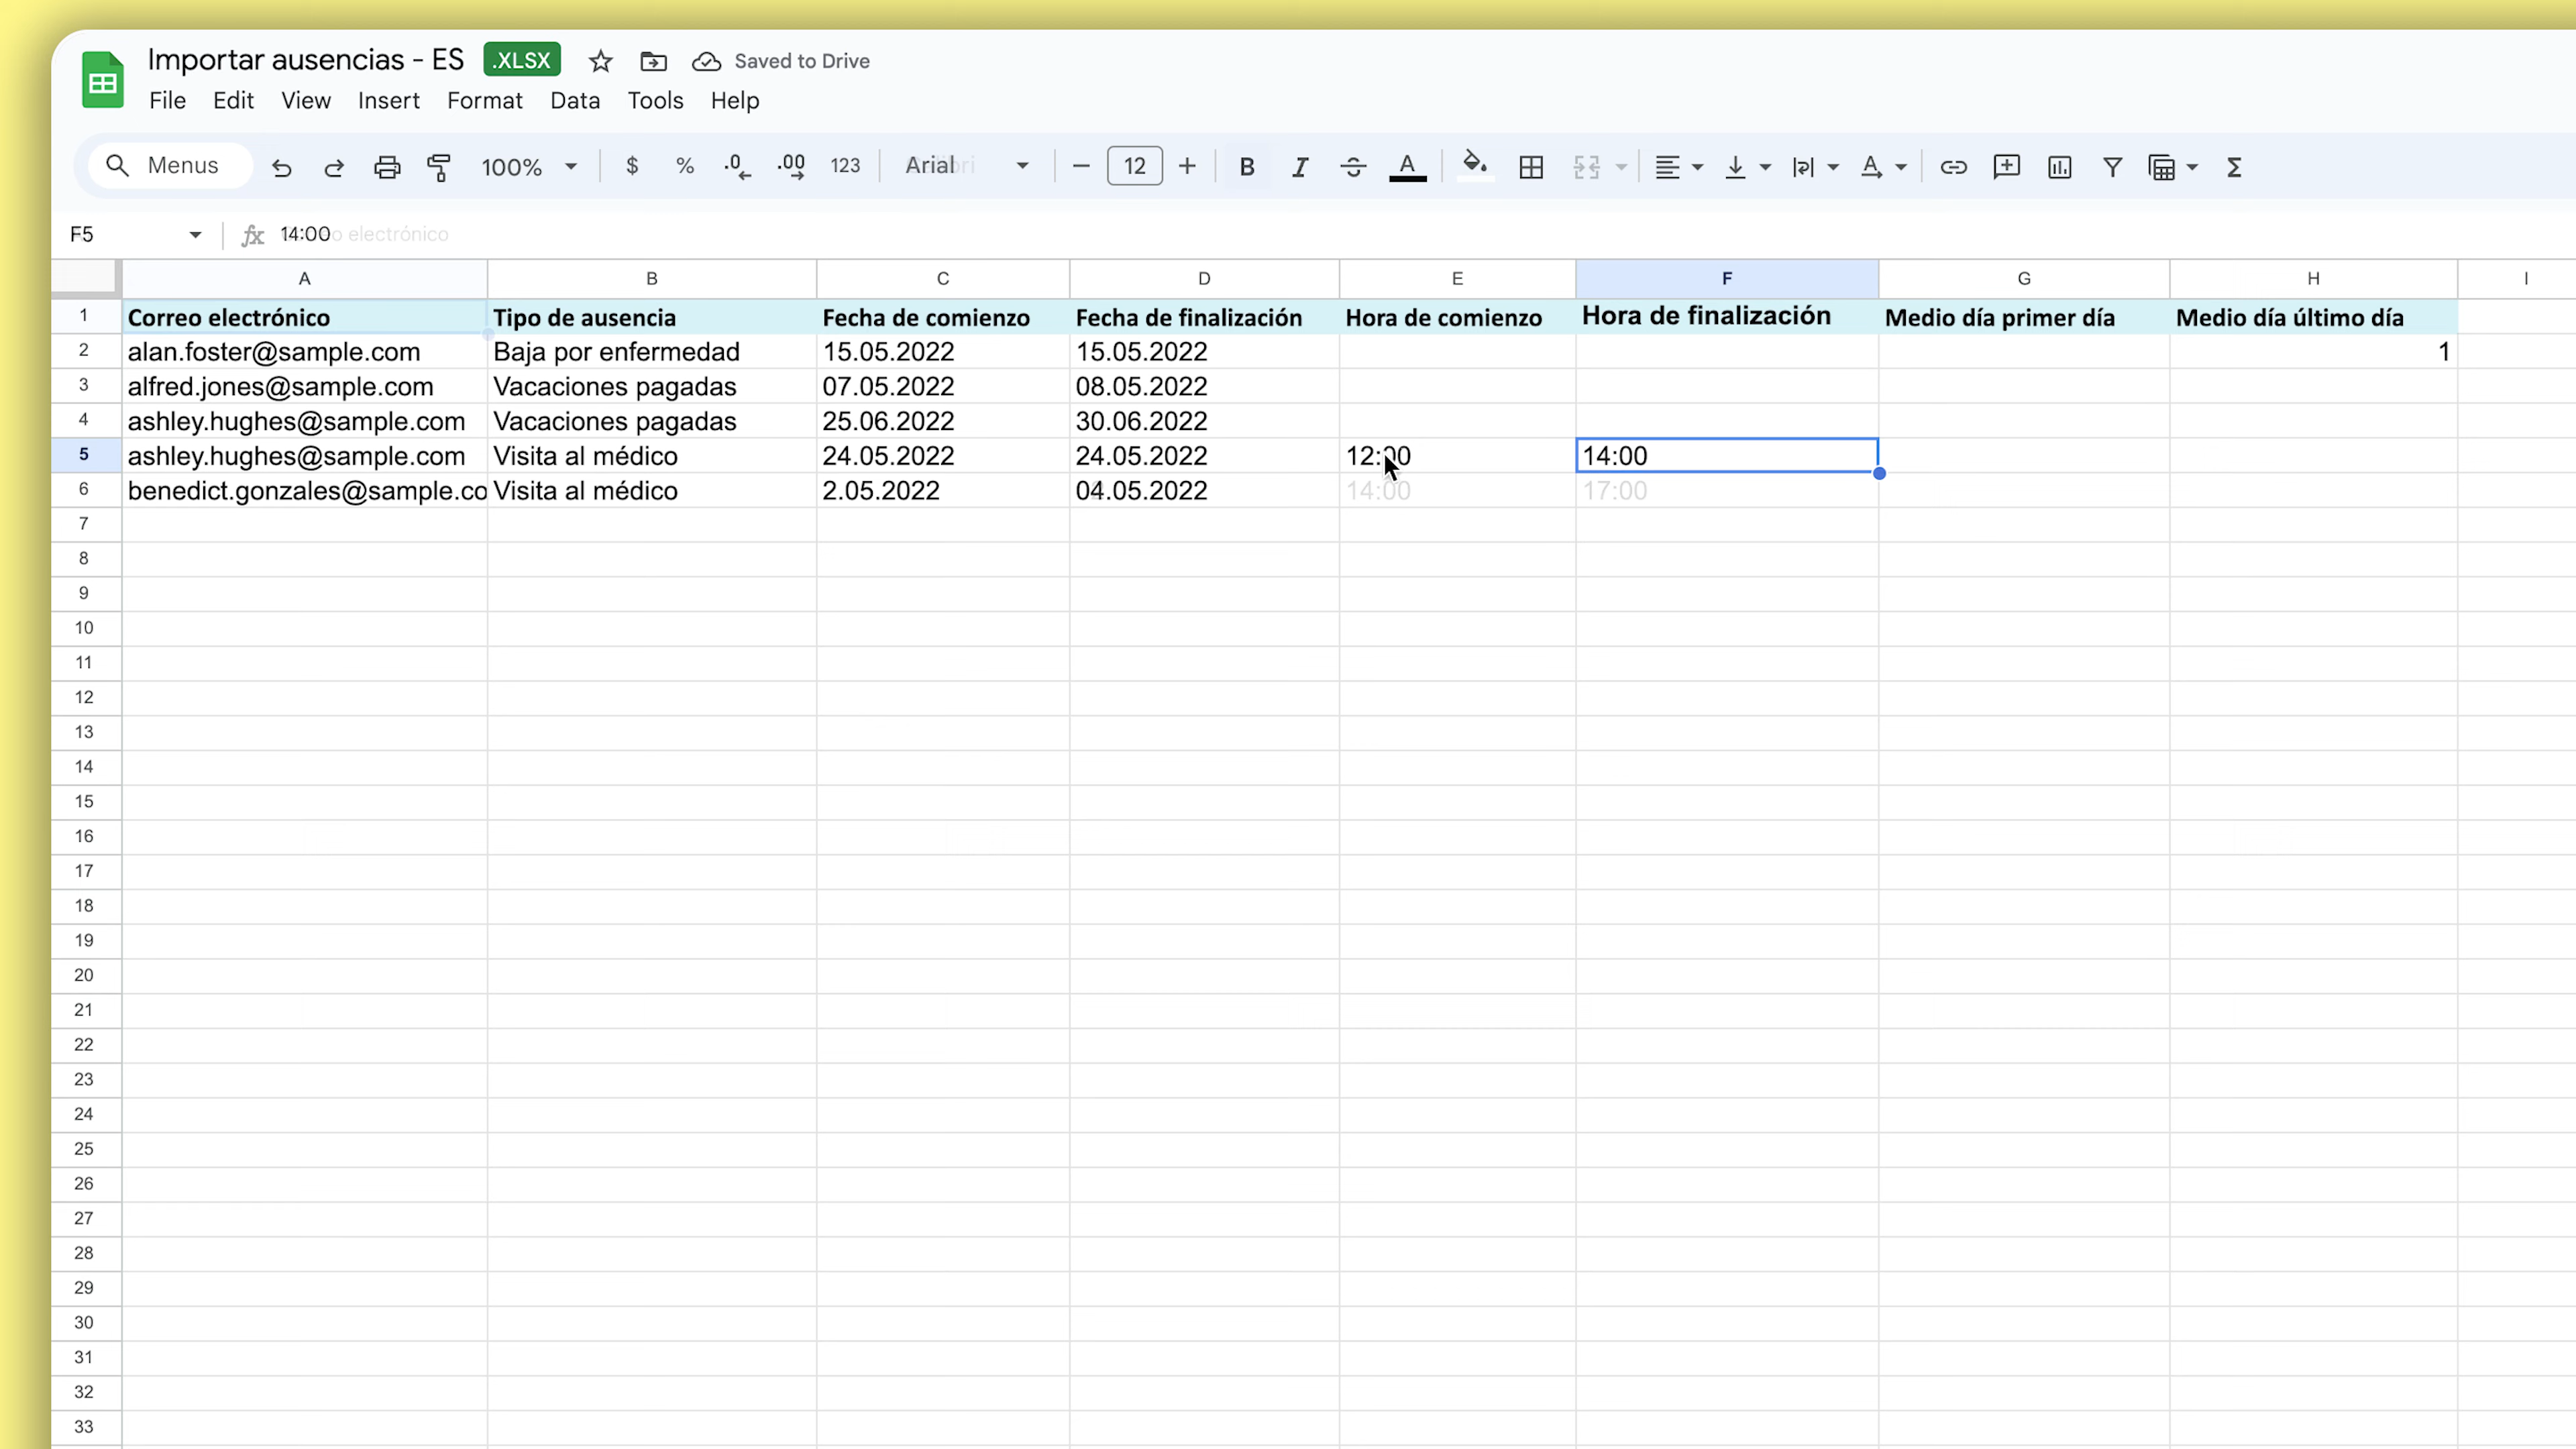 Importar ausencias - ES .XLSX Saved to Drive
File Edit View Insert Format Data Tools Help
Menus 100% $ % .0 .00 123 Arial 12 B I A A Σ
F5 fx 14:00 electrónico
A B C D E F G H I
1 Correo electrónico Tipo de ausencia Fecha de comienzo Fecha de finalización Hora de comienzo Hora de finalización Medio día primer día Medio día último día
2 alan.foster@sample.com Baja por enfermedad 15.05.2022 15.05.2022 1
3 alfred.jones@sample.com Vacaciones pagadas 07.05.2022 08.05.2022
4 ashley.hughes@sample.com Vacaciones pagadas 25.06.2022 30.06.2022
5 ashley.hughes@sample.com Visita al médico 24.05.2022 24.05.2022 12:00 14:00
6 benedict.gonzales@sample.co Visita al médico 2.05.2022 04.05.2022 14:00 17:00
7
8
9
10
11
12
13
14
15
16
17
18
19
20
21
22
23
24
25
26
27
28
29
30
31
32
33